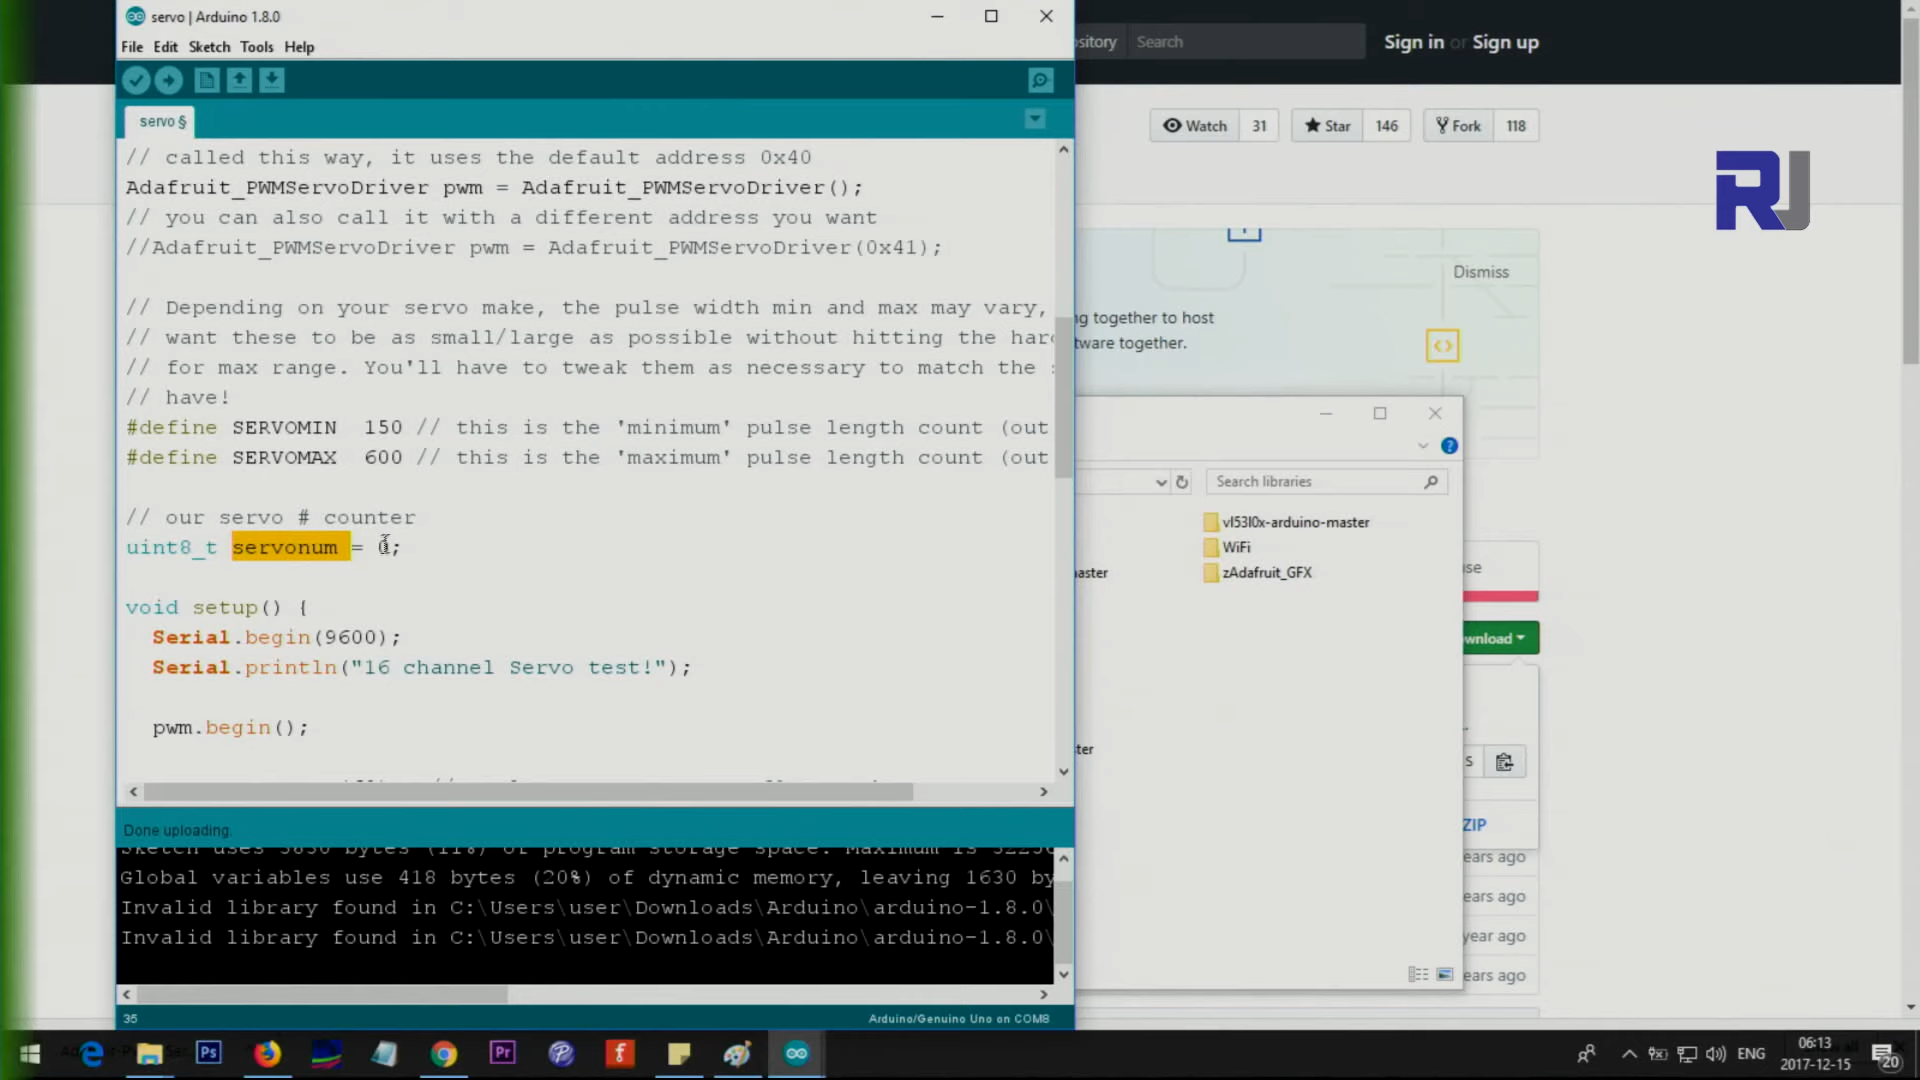 servo | Arduino 1.8.0
File Edit Sketch Tools Help
servo §
// called this way, it uses the default address 0x40
Adafruit_PWMServoDriver pwm = Adafruit_PWMServoDriver();
// you can also call it with a different address you want
//Adafruit_PWMServoDriver pwm = Adafruit_PWMServoDriver(0x41);
// Depending on your servo make, the pulse width min and max may vary,
// want these to be as small/large as possible without hitting the har
// for max range. You'll have to tweak them as necessary to match the
// have!
#define SERVOMIN  150 // this is the 'minimum' pulse length count (out
#define SERVOMAX  600 // this is the 'maximum' pulse length count (out
// our servo # counter
uint8_t servonum = 0;
void setup() {
Serial.begin(9600);
Serial.println("16 channel Servo test!");
pwm.begin();
Done uploading.
Sketch uses 3630 bytes (11%) of program storage space. Maximum is 32256
Global variables use 418 bytes (20%) of dynamic memory, leaving 1630 by
Invalid library found in C:\Users\user\Downloads\Arduino\arduino-1.8.0\
Invalid library found in C:\Users\user\Downloads\Arduino\arduino-1.8.0\
35
Arduino/Genuino Uno on COM8
ository Search Sign in or Sign up
Watch 31 Star 146 Fork 118
RJ
Dismiss
ng together to host
tware together.
Search libraries
vl53l0x-arduino-master
WiFi
zAdafruit_GFX
aster
ter
se
wnload
s
ZIP
ears ago
ears ago
year ago
ears ago
Ps
Pr
ENG
06:13
2017-12-15
20